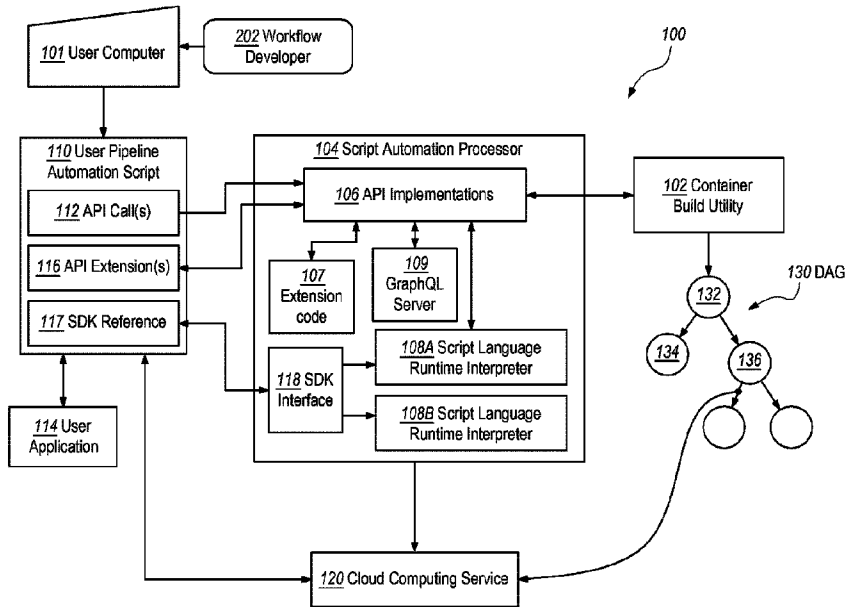 101 User Computer
202 Workflow
Developer
100
110 User Pipeline
Automation Script
112 API Call(s)
116 API Extension(s)
117 SDK Reference
114 User
Application
104 Script Automation Processor
106 API Implementations
107
Extension
code
109
GraphQL
Server
118 SDK
Interface
108A Script Language
Runtime Interpreter
108B Script Language
Runtime Interpreter
102 Container
Build Utility
130 DAG
132
134
136
120 Cloud Computing Service